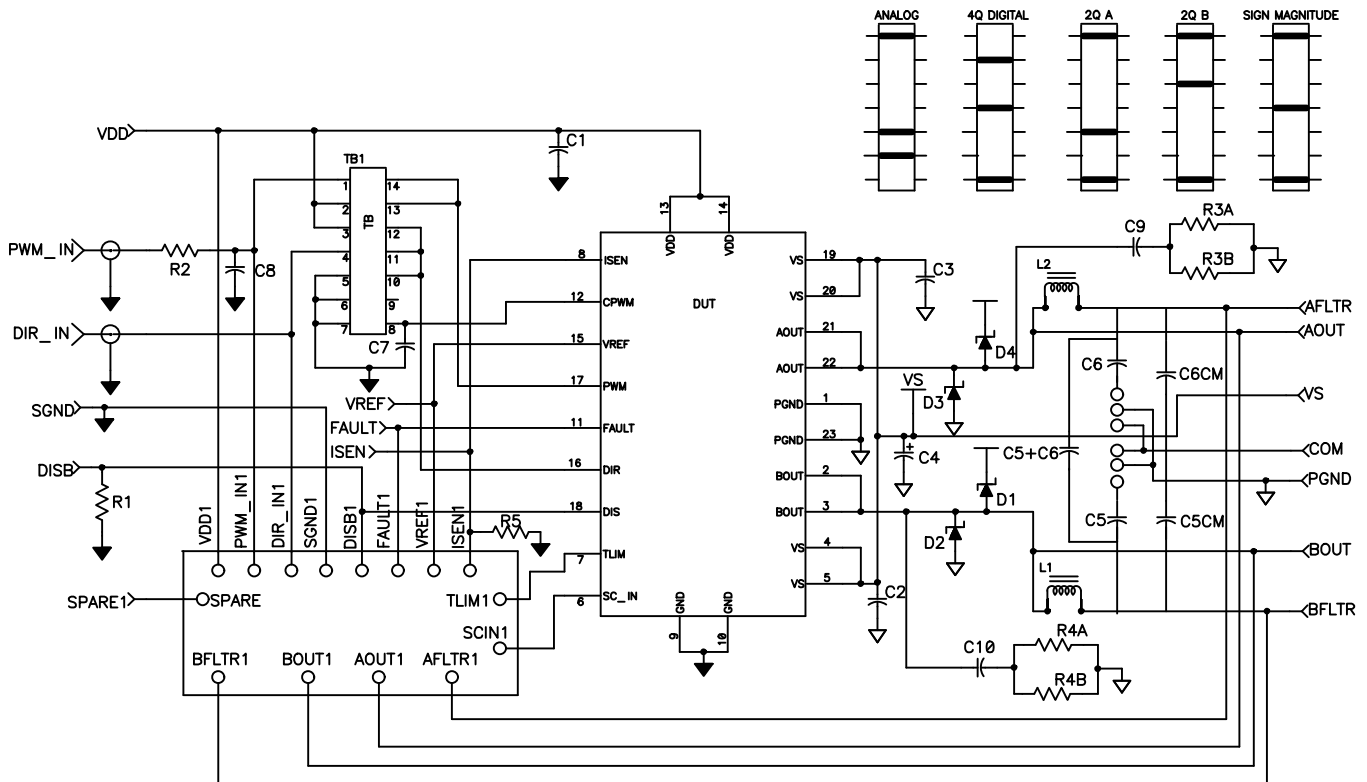 ANALOG
4Q DIGITAL
2Q A
2Q B
SIGN MAGNITUDE
VDD
C1
TB1
TB
1
2
3
4
5
6
7
14
13
12
11
10
9
8
PWM_IN
R2
C8
DIR_IN
C7
SGND
VREF
FAULT
ISEN
DISB
R1
13
14
VDD
VDD
DUT
8
ISEN
12
CPWM
15
VREF
17
PWM
11
FAULT
16
DIR
18
DIS
7
TLIM
6
SC_IN
VS
19
VS
20
AOUT
21
AOUT
22
PGND
1
PGND
23
BOUT
2
BOUT
3
VS
4
VS
5
GND
GND
9
10
C3
C9
R3A
R3B
L2
D4
D3
VS
C4
C6
C6CM
C5+C6
C5
C5CM
D1
D2
L1
C2
C10
R4A
R4B
AFLTR
AOUT
VS
COM
PGND
BOUT
BFLTR
VDD1
PWM_IN1
DIR_IN1
SGND1
DISB1
FAULT1
VREF1
ISEN1
R5
SPARE1
SPARE
TLIM1
SCIN1
BFLTR1
BOUT1
AOUT1
AFLTR1